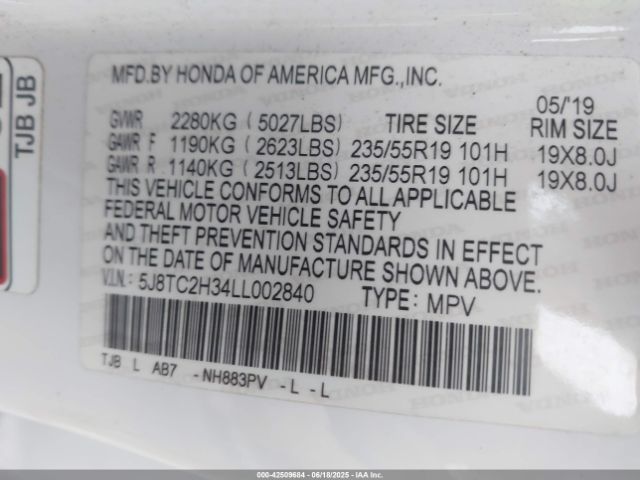 MFD.BY HONDA OF AMERICA MFG.,INC.
05/'19
GVWR 2280KG (5027LBS) TIRE SIZE RIM SIZE
GAWR F 1190KG (2623LBS) 235/55R19 101H 19X8.0J
GAWR R 1140KG (2513LBS) 235/55R19 101H 19X8.0J
THIS VEHICLE CONFORMS TO ALL APPLICABLE
FEDERAL MOTOR VEHICLE SAFETY
AND THEFT PREVENTION STANDARDS IN EFFECT
ON THE DATE OF MANUFACTURE SHOWN ABOVE.
V.I.N.: 5J8TC2H34LL002840 TYPE: MPV
TJB L AB7 -NH883PV -L -L
TJB JB
000-42509684 - 06/18/2025 - IAAI.COM